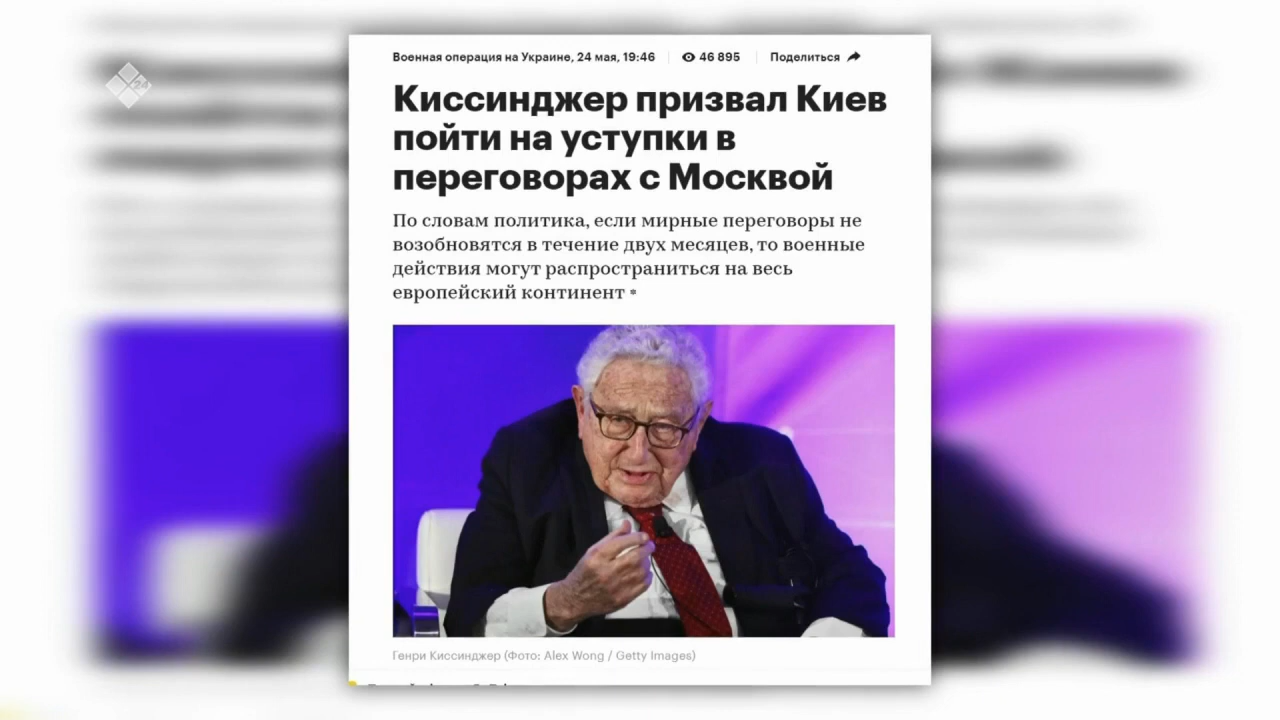 Военная операция на Украине, 24 мая, 19:46 46 895 Поделиться
Киссинджер призвал Киев
пойти на уступки в
переговорах с Москвой
По словам политика, если мирные переговоры не
возобновятся в течение двух месяцев, то военные
действия могут распространиться на весь
европейский континент *
Генри Киссинджер (Фото: Alex Wong / Getty Images)